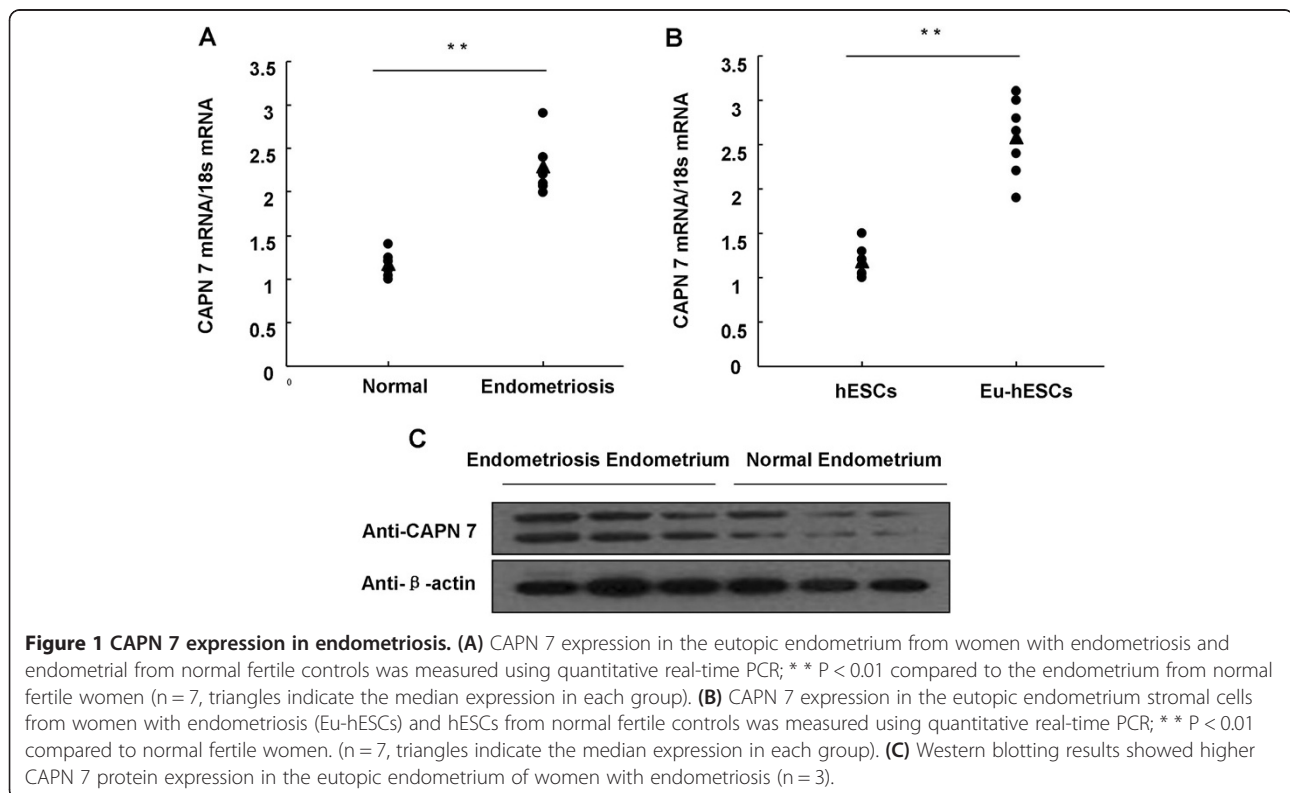 A
* *
3.5
3
2.5
2
1.5
1
0.5
0
0
CAPN 7 mRNA/18s mRNA
Normal
Endometriosis
B
* *
3.5
3
2.5
2
1.5
1
0.5
0
CAPN 7 mRNA/18s mRNA
hESCs
Eu-hESCs
C
Endometriosis Endometrium Normal Endometrium
Anti-CAPN 7
Anti- β -actin
Figure 1 CAPN 7 expression in endometriosis. (A) CAPN 7 expression in the eutopic endometrium from women with endometriosis and
endometrial from normal fertile controls was measured using quantitative real-time PCR; * * P < 0.01 compared to the endometrium from normal
fertile women (n = 7, triangles indicate the median expression in each group). (B) CAPN 7 expression in the eutopic endometrium stromal cells
from women with endometriosis (Eu-hESCs) and hESCs from normal fertile controls was measured using quantitative real-time PCR; * * P < 0.01
compared to normal fertile women. (n = 7, triangles indicate the median expression in each group). (C) Western blotting results showed higher
CAPN 7 protein expression in the eutopic endometrium of women with endometriosis (n = 3).